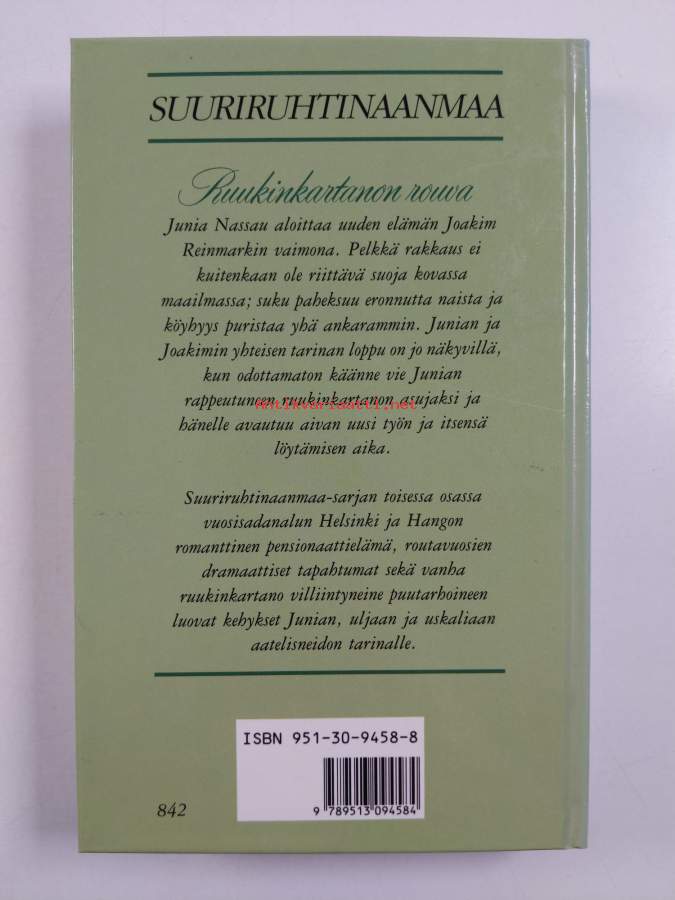 SUURIRUHTINAANMAA
Ruukinkartanon rouva
Junia Nassau aloittaa uuden elämän Joakim
Reinmarkin vaimona. Pelkkä rakkaus ei
kuitenkaan ole riittävä suoja kovassa
maailmassa; suku paheksuu eronnutta naista ja
köyhyys puristaa yhä ankarammin. Junian ja
Joakimin yhteisen tarinan loppu on jo näkyvillä,
kun odottamaton käänne vie Junian
rappeutuneen ruukinkartanon asujaksi ja
Antikvariaatti.net
hänelle avautuu aivan uusi työn ja itsensä
löytämisen aika.
Suuriruhtinaanmaa-sarjan toisessa osassa
vuosisadanalun Helsinki ja Hangon
romanttinen pensionaattielämä, routavuosien
dramaattiset tapahtumat sekä vanha
ruukinkartano villiintyneine puutarhoineen
luovat kehykset Junian, uljaan ja uskaliaan
aatelisneidon tarinalle.
ISBN 951-30-9458-8
9 789513 094584
842